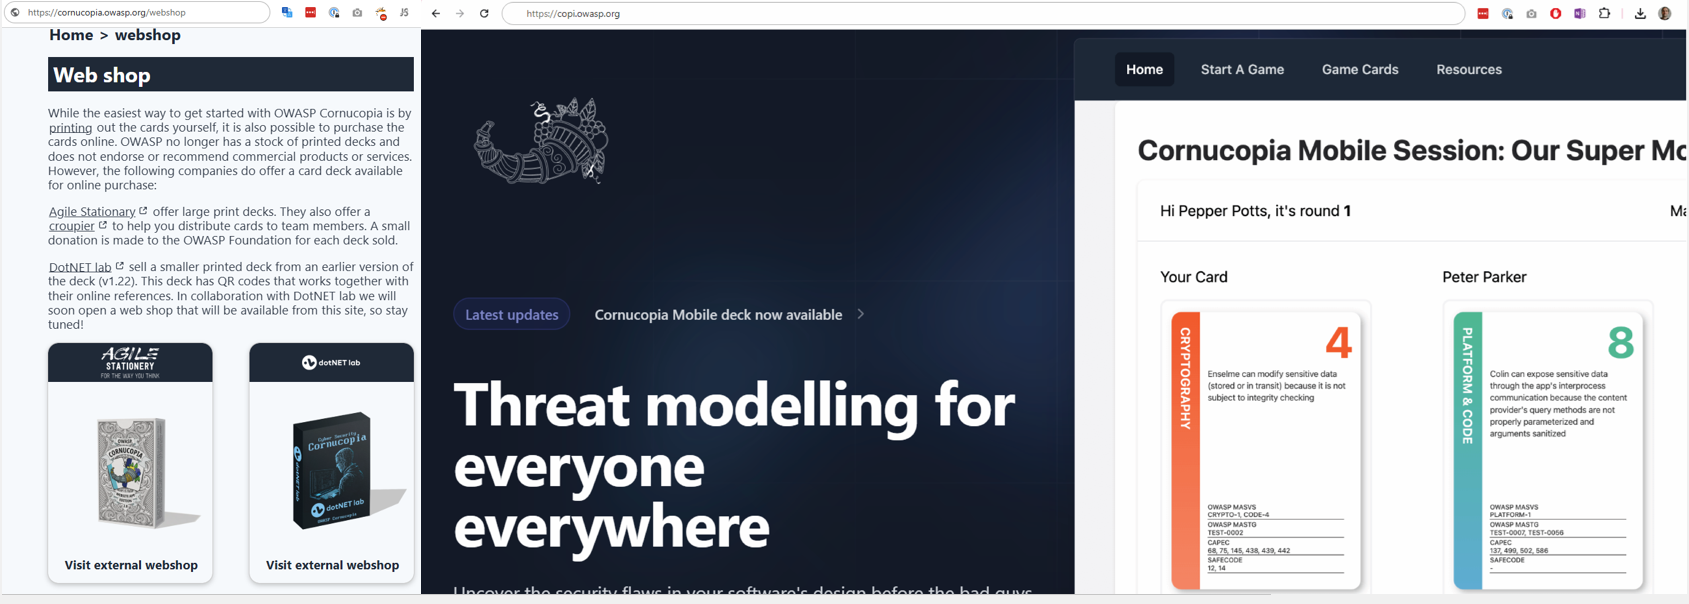 https://cornucopia.owasp.org/webshop
JS
Home > webshop
Web shop
While the easiest way to get started with OWASP Cornucopia is by
printing out the cards yourself, it is also possible to purchase the
cards online. OWASP no longer has a stock of printed decks and
does not endorse or recommend commercial products or services.
However, the following companies do offer a card deck available
for online purchase:
Agile Stationary offer large print decks. They also offer a
croupier to help you distribute cards to team members. A small
donation is made to the OWASP Foundation for each deck sold.
DotNET lab sell a smaller printed deck from an earlier version of
the deck (v1.22). This deck has QR codes that works together with
their online references. In collaboration with DotNET lab we will
soon open a web shop that will be available from this site, so stay
tuned!
AGILE
STATIONERY
FOR THE WAY YOU THINK
OWASP
CORNUCOPIA
Visit external webshop
dotNET lab
Cyber Security
Cornucopia
dotNET lab
dotNET lab
OWASP Cornucopia
Visit external webshop
https://copi.owasp.org
Latest updates
Cornucopia Mobile deck now available
Threat modelling for
everyone
everywhere
Uncover the security flaws in your software's design before the bad guys
Home
Start A Game
Game Cards
Resources
Cornucopia Mobile Session: Our Super Mo
Hi Pepper Potts, it's round 1
Ma
Your Card
CRYPTOGRAPHY
4
Enselme can modify sensitive data
(stored or in transit) because it is not
subject to integrity checking
OWASP MASVS
CRYPTO-1, CODE-4
OWASP MASTG
TEST-0002
CAPEC
68, 75, 145, 438, 439, 442
SAFECODE
12, 14
Peter Parker
PLATFORM & CODE
8
Colin can expose sensitive data
through the app's interprocess
communication because the content
provider's query methods are not
properly parameterized and
arguments sanitized
OWASP MASVS
PLATFORM-1
OWASP MASTG
TEST-0007, TEST-0056
CAPEC
137, 499, 502, 586
SAFECODE
-